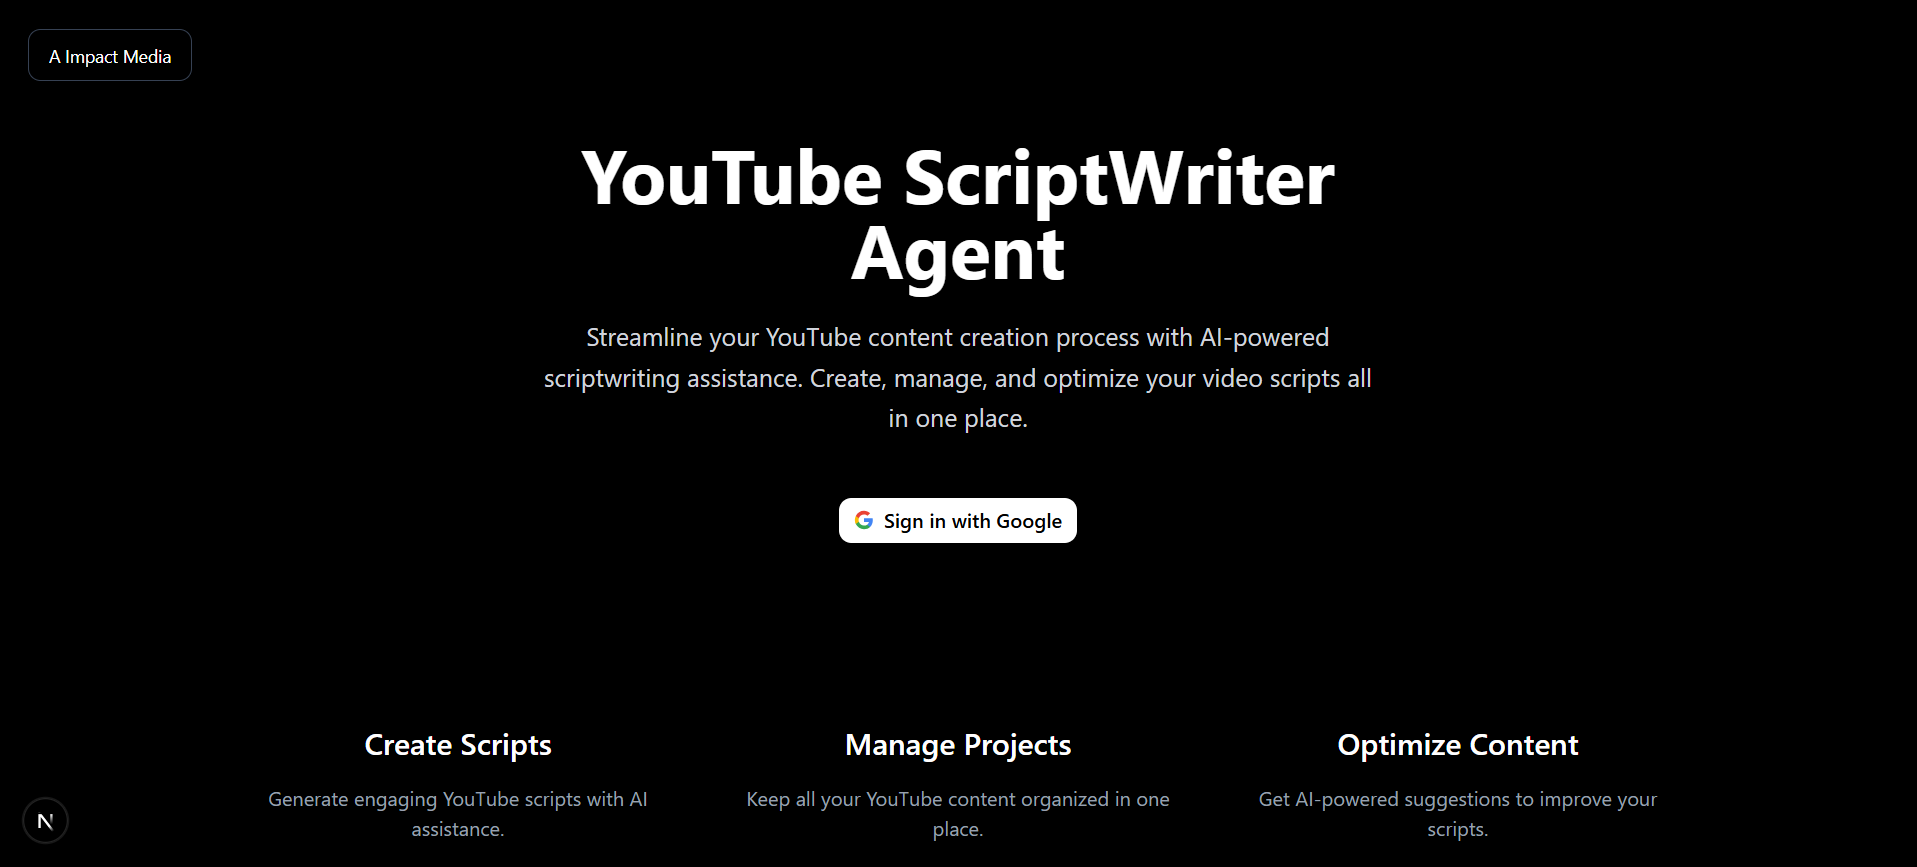 A Impact Media
YouTube ScriptWriter
Agent
Streamline your YouTube content creation process with AI-powered
scriptwriting assistance. Create, manage, and optimize your video scripts all
in one place.
Sign in with Google
Create Scripts
Generate engaging YouTube scripts with AI
assistance.
Manage Projects
Keep all your YouTube content organized in one
place.
Optimize Content
Get AI-powered suggestions to improve your
scripts.
N